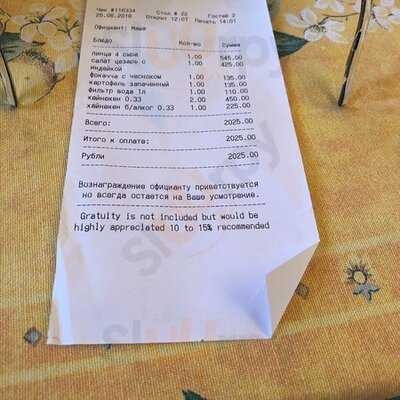 Чек #116334 Стол # 22 Гостей 2
25.06.2018 Открыт 12:07 Печать 14:01
Официант: Маша
Блюдо Кол-во Сумма
пицца 4 сыра 1.00 545.00
салат цезарь с 1.00 425.00
индейкой
фокачча с чесноком 1.00 135.00
картофель запеченный 1.00 135.00
фильтр вода 1л 1.00 110.00
хейнекен 0.33 2.00 450.00
хейнекен б/алког 0.33 1.00 225.00
Всего: 2025.00
Итого к оплате: 2025.00
Рубли 2025.00
Вознаграждение официанту приветствуется
но всегда остается на Ваше усмотрение.
Gratuity is not included but would be
highly appreciated 10 to 15% recommended